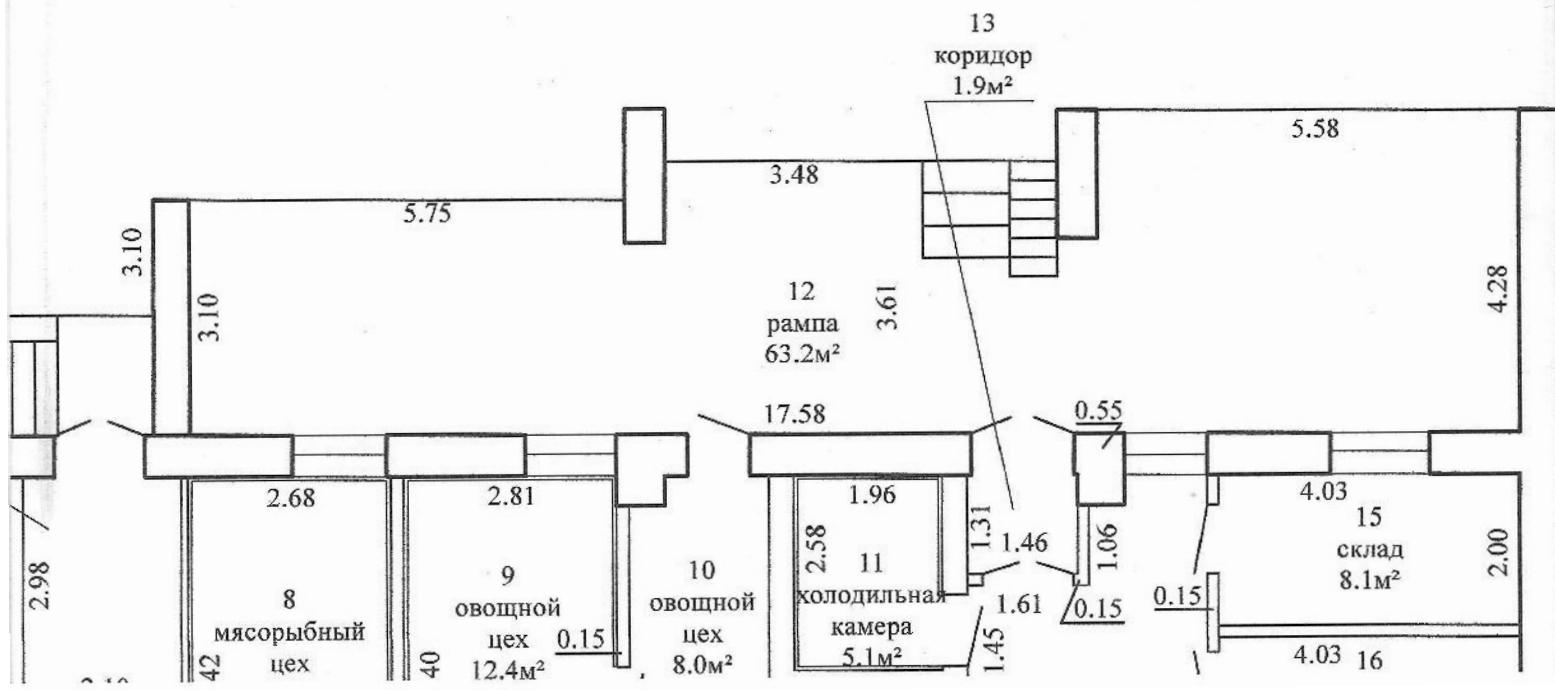 13
коридор
1.9м²
5.58
3.48
5.75
3.10
3.10
12
рампа
63.2м²
3.61
4.28
17.58
0.55
2.68
2.81
1.96
4.03
1.31
1.46
1.06
2.58
15
склад
8.1м²
2.00
2.98
8
мясорыбный
цех
42
9
овощной
цех
12.4м²
40
0.15
10
овощной
цех
8.0м²
11
холодильная
камера
5.1м²
1.61
1.45
0.15
0.15
4.03
16